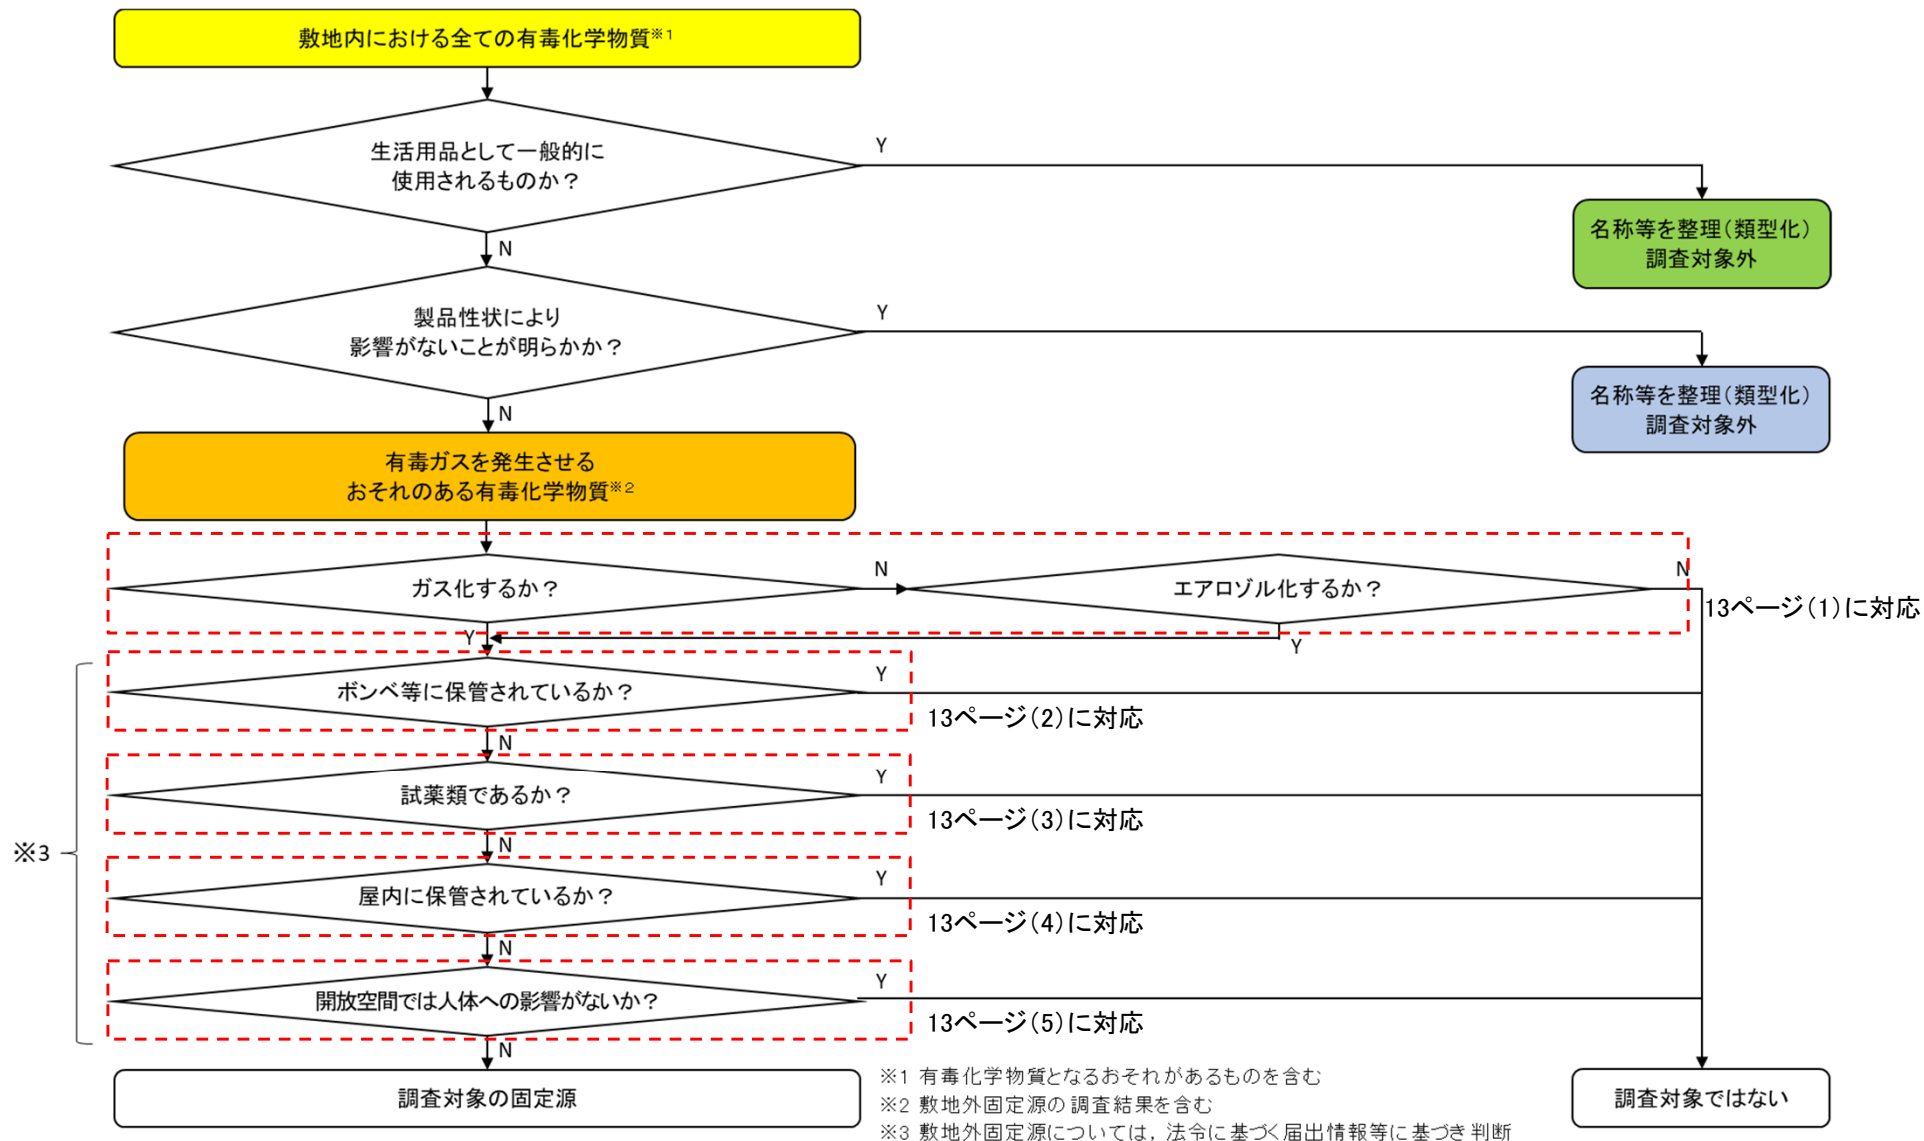 敷地内における全ての有毒化学物質※1
生活用品として一般的に
使用されるものか？
Y
名称等を整理（類型化）
調査対象外
N
製品性状により
影響がないことが明らかか？
Y
名称等を整理（類型化）
調査対象外
N
有毒ガスを発生させる
おそれのある有毒化学物質※2
ガス化するか？
N
エアロゾル化するか？
N
13ページ（1）に対応
Y
Y
ボンベ等に保管されているか？
Y
13ページ（2）に対応
N
試薬類であるか？
Y
13ページ（3）に対応
N
※3
屋内に保管されているか？
Y
13ページ（4）に対応
N
開放空間では人体への影響がないか？
Y
13ページ（5）に対応
N
調査対象の固定源
調査対象ではない
※1 有毒化学物質となるおそれがあるものを含む
※2 敷地外固定源の調査結果を含む
※3 敷地外固定源については，法令に基づく届出情報等に基づき判断